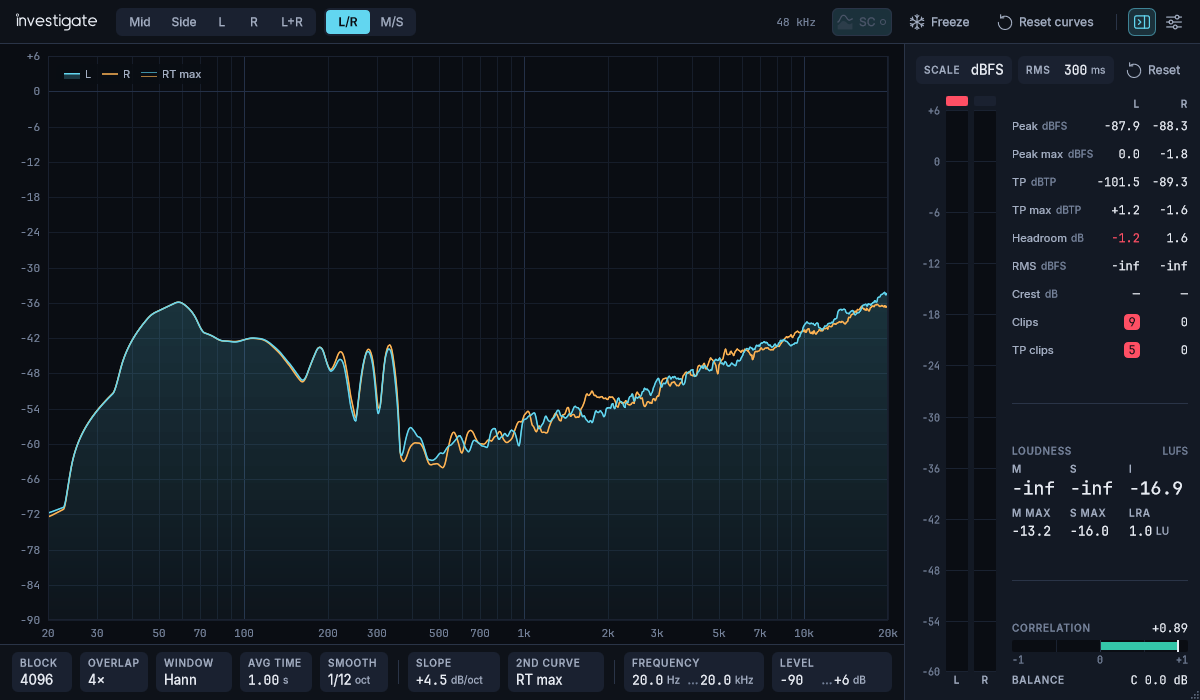 investigate
Mid Side L R L+R L/R M/S
48 kHz SC Freeze Reset curves
L R RT max
+6
0
-6
-12
-18
-24
-30
-36
-42
-48
-54
-60
-66
-72
-78
-84
-90
20 30 50 70 100 200 300 500 700 1k 2k 3k 5k 7k 10k 20k
BLOCK 4096
OVERLAP 4×
WINDOW Hann
AVG TIME 1.00 s
SMOOTH 1/12 oct
SLOPE +4.5 dB/oct
2ND CURVE RT max
FREQUENCY 20.0 Hz ...20.0 kHz
LEVEL -90 ...+6 dB
SCALE dBFS RMS 300 ms Reset
+6
0
-6
-12
-18
-24
-30
-36
-42
-48
-54
-60
L R
L R
Peak dBFS -87.9 -88.3
Peak max dBFS 0.0 -1.8
TP dBTP -101.5 -89.3
TP max dBTP +1.2 -1.6
Headroom dB -1.2 1.6
RMS dBFS -inf -inf
Crest dB — —
Clips 9 0
TP clips 5 0
LOUDNESS LUFS
M S I
-inf -inf -16.9
M MAX S MAX LRA
-13.2 -16.0 1.0 LU
CORRELATION +0.89
-1 0 +1
BALANCE C 0.0 dB